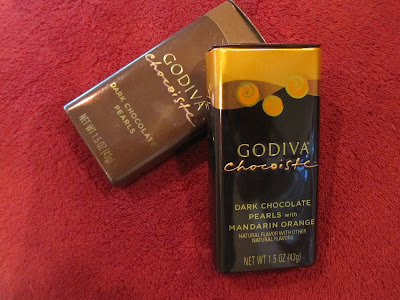 GODIVA
Chocoiste
DARK CHOCOLATE
PEARLS
NET WT 1.5 OZ (43g)
GODIVA
Chocoiste
DARK CHOCOLATE
PEARLS with
MANDARIN ORANGE
NATURAL FLAVOR WITH OTHER
NATURAL FLAVORS
NET WT 1.5 OZ (43g)